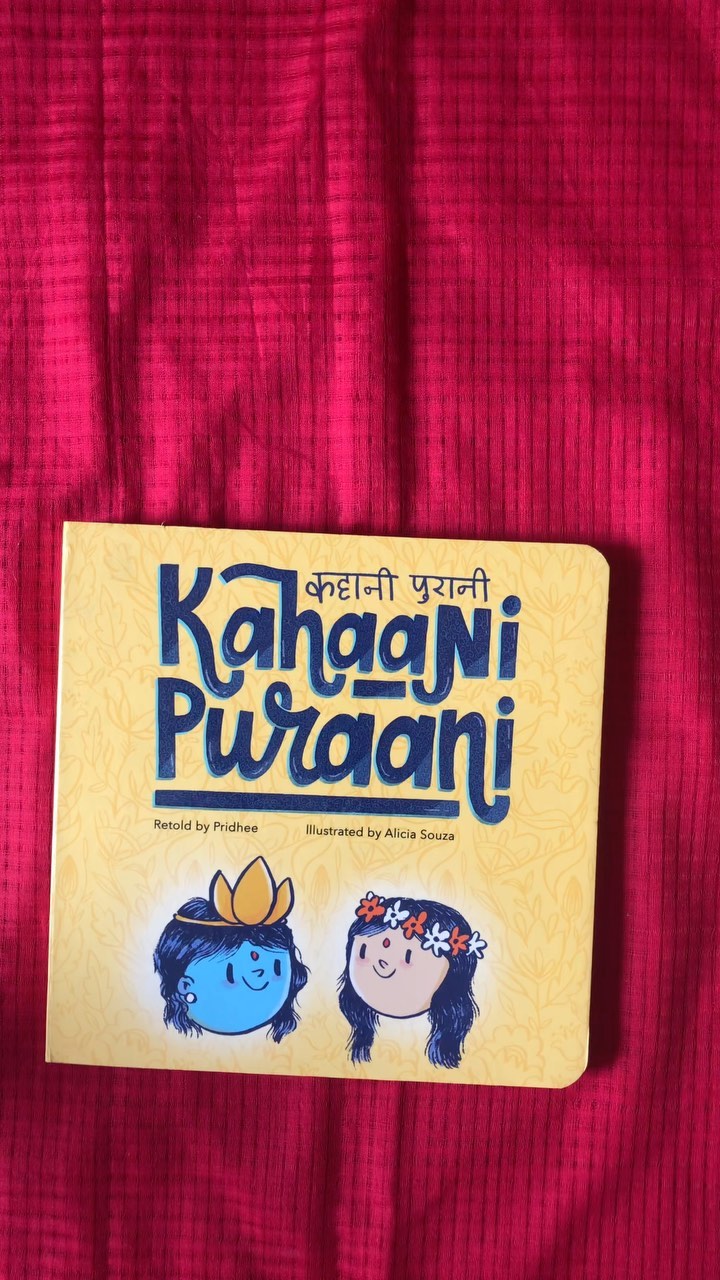 कहानी पुरानी
Kahaani
Puraani
Retold by Pridhee Illustrated by Alicia Souza